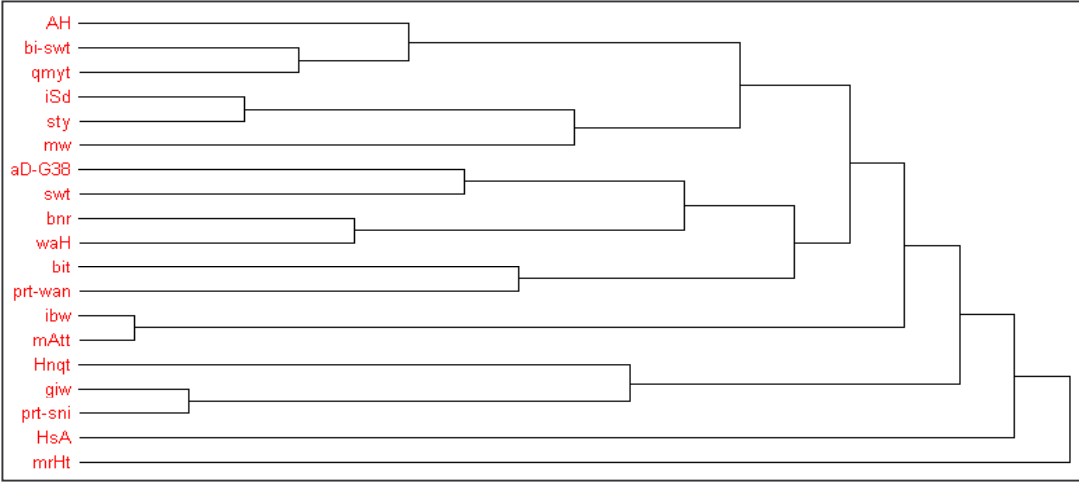 AH
bi-swt
qmyt
iSd
sty
mw
aD-G38
swt
bnr
waH
bit
prt-wan
ibw
mAtt
Hnqt
giw
prt-sni
HsA
mrHt